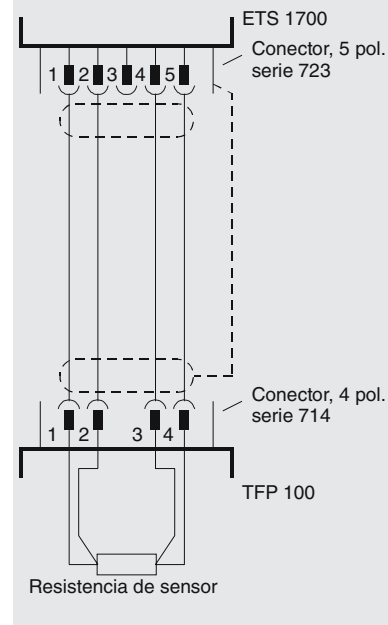 ETS 1700
Conector, 5 pol.
serie 723
1 2 3 4 5
Conector, 4 pol.
serie 714
1 2 3 4
TFP 100
Resistencia de sensor